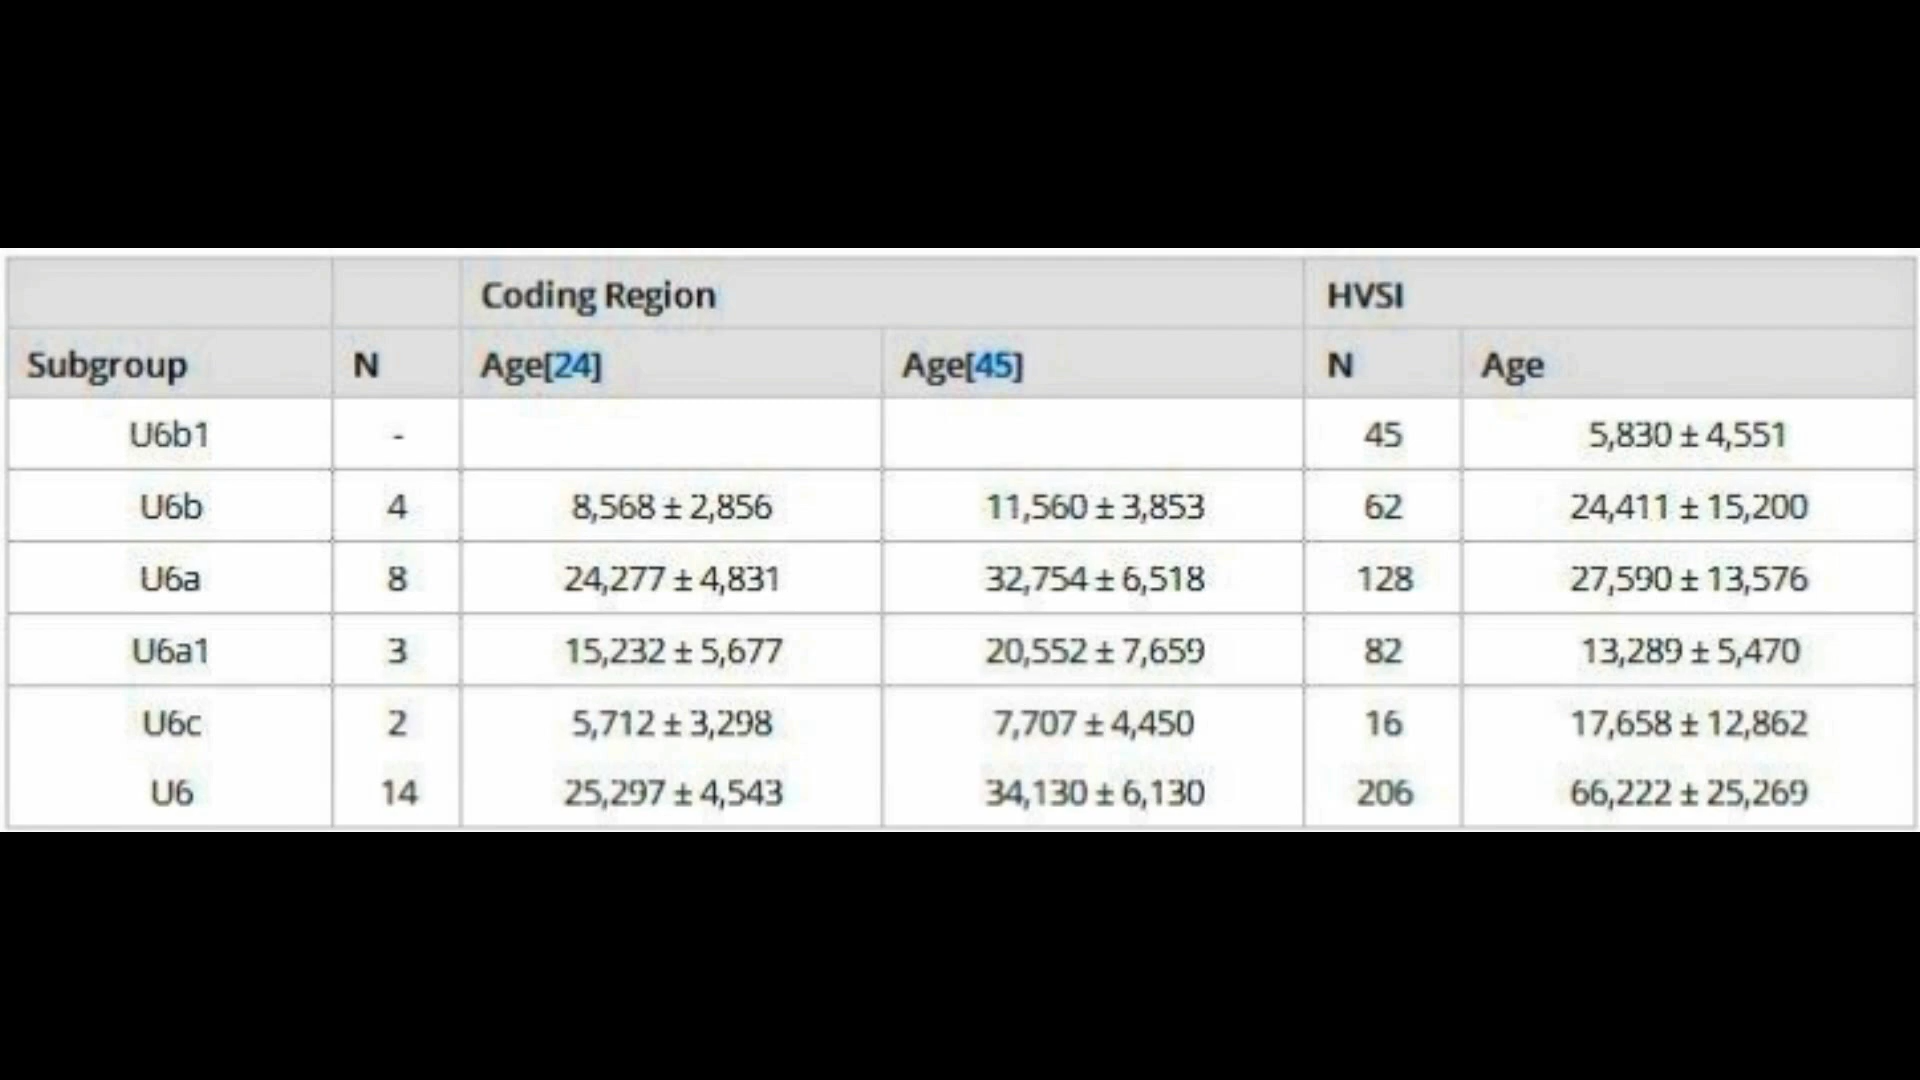 Coding Region HVSI
Subgroup N Age[24] Age[45] N Age
U6b1 - 45 5,830 ± 4,551
U6b 4 8,568 ± 2,856 11,560 ± 3,853 62 24,411 ± 15,200
U6a 8 24,277 ± 4,831 32,754 ± 6,518 128 27,590 ± 13,576
U6a1 3 15,232 ± 5,677 20,552 ± 7,659 82 13,289 ± 5,470
U6c 2 5,712 ± 3,298 7,707 ± 4,450 16 17,658 ± 12,862
U6 14 25,297 ± 4,543 34,130 ± 6,130 206 66,222 ± 25,269